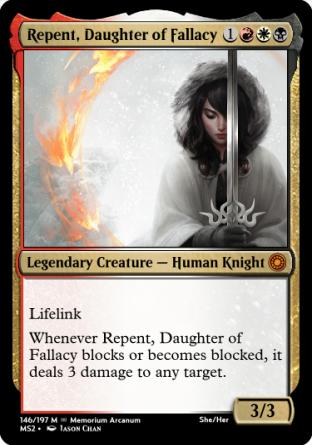 Repent, Daughter of Fallacy 1
Legendary Creature — Human Knight
Lifelink
Whenever Repent, Daughter of
Fallacy blocks or becomes blocked, it
deals 3 damage to any target.
3/3
146/197 M Memorium Arcanum She/Her
MS2 • Jason Chan